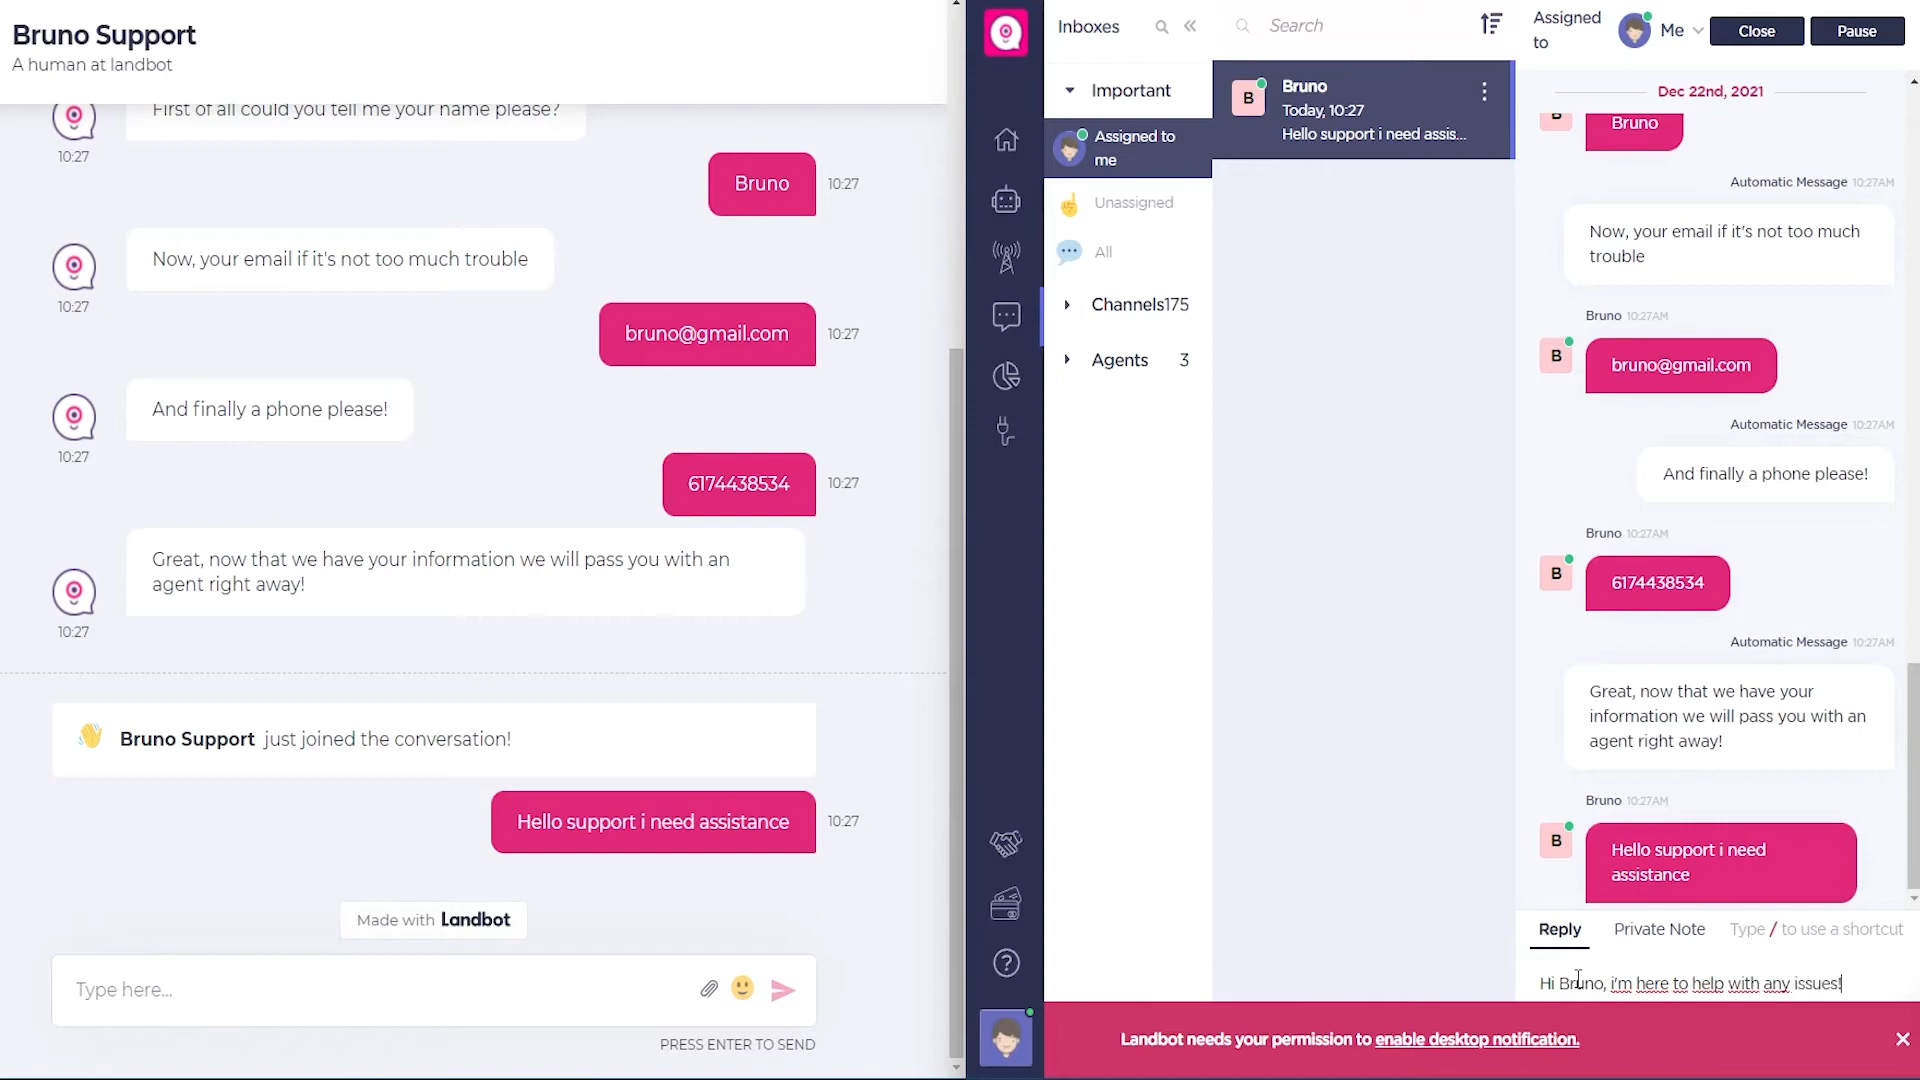 Bruno Support
A human at landbot
First of all could you tell me your name please?
10:27
Bruno
10:27
Now, your email if it's not too much trouble
10:27
bruno@gmail.com
10:27
And finally a phone please!
10:27
6174438534
10:27
Great, now that we have your information we will pass you with an
agent right away!
10:27
Bruno Support just joined the conversation!
Hello support i need assistance
10:27
Made with Landbot
Type here...
PRESS ENTER TO SEND
Inboxes
Important
Assigned to
me
Unassigned
All
Channels175
Agents 3
Search
B
Bruno
Today, 10:27
Hello support i need assis...
Assigned
to
Me
Close
Pause
Dec 22nd, 2021
B
Bruno
Automatic Message 10:27AM
Now, your email if it's not too much
trouble
Bruno 10:27AM
B
bruno@gmail.com
Automatic Message 10:27AM
And finally a phone please!
Bruno 10:27AM
B
6174438534
Automatic Message 10:27AM
Great, now that we have your
information we will pass you with an
agent right away!
Bruno 10:27AM
B
Hello support i need
assistance
Reply
Private Note
Type / to use a shortcut
Hi Bruno, i'm here to help with any issues!
Landbot needs your permission to enable desktop notification.